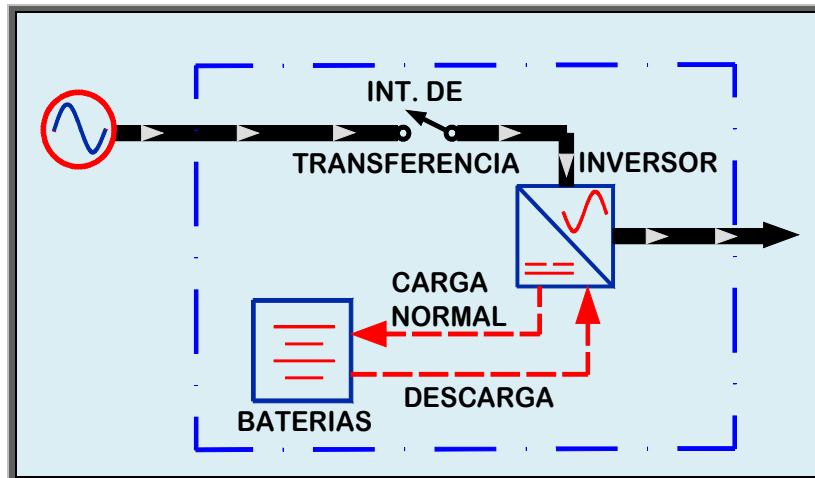 INT. DE
TRANSFERENCIA
INVERSOR
CARGA
NORMAL
DESCARGA
BATERIAS